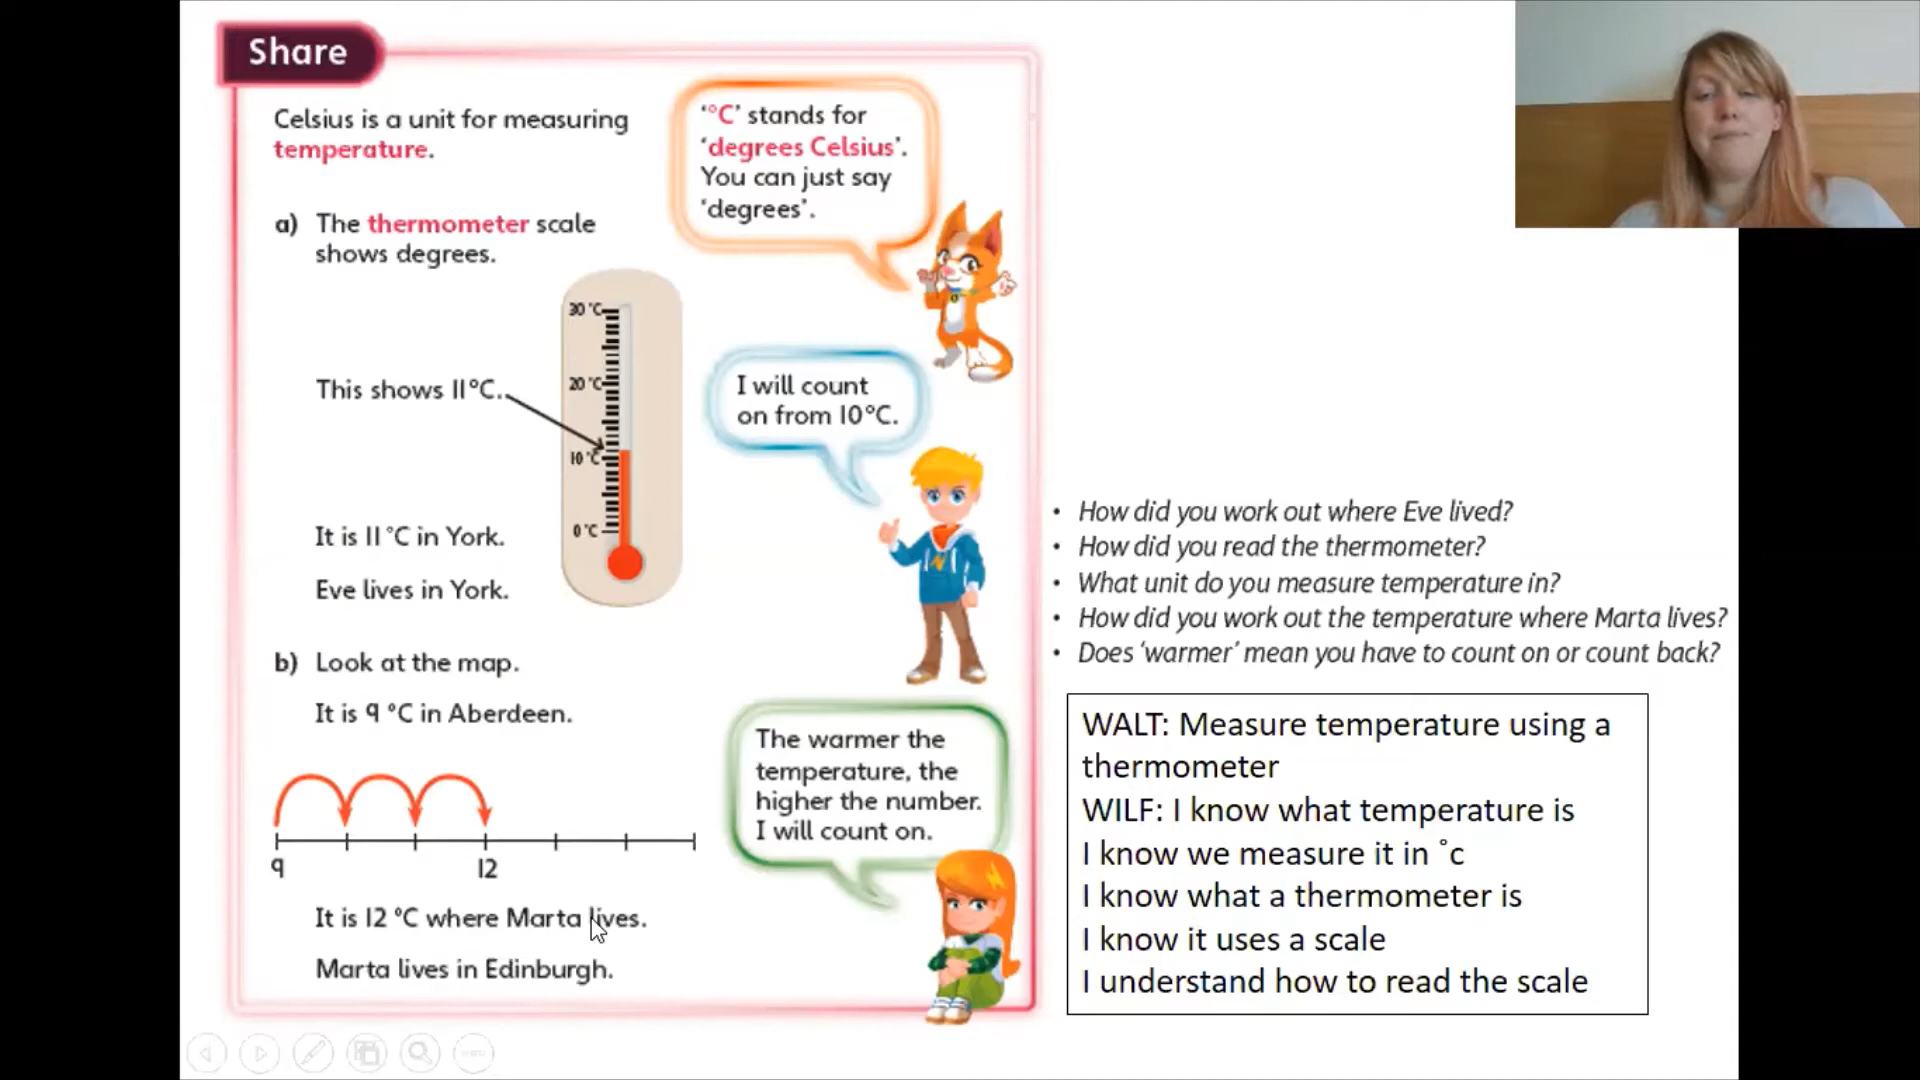 Share
Celsius is a unit for measuring
temperature.
'°C' stands for
'degrees Celsius'.
You can just say
'degrees'.
a) The thermometer scale
shows degrees.
30 °C
20 °C
10 °C
0 °C
This shows 11 °C.
I will count
on from 10 °C.
It is 11 °C in York.
Eve lives in York.
b) Look at the map.
It is 9 °C in Aberdeen.
9 12
It is 12 °C where Marta lives.
Marta lives in Edinburgh.
The warmer the
temperature, the
higher the number.
I will count on.
• How did you work out where Eve lived?
• How did you read the thermometer?
• What unit do you measure temperature in?
• How did you work out the temperature where Marta lives?
• Does 'warmer' mean you have to count on or count back?
WALT: Measure temperature using a
thermometer
WILF: I know what temperature is
I know we measure it in ˚c
I know what a thermometer is
I know it uses a scale
I understand how to read the scale